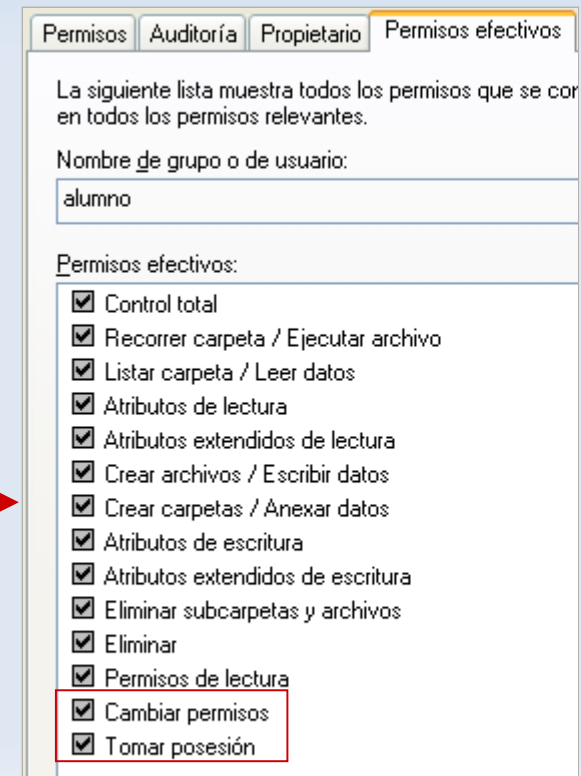 Permisos Auditoría Propietario Permisos efectivos
La siguiente lista muestra todos los permisos que se
en todos los permisos relevantes.
Nombre de grupo o de usuario:
alumno
Permisos efectivos:
Control total
Recorrer carpeta / Ejecutar archivo
Listar carpeta / Leer datos
Atributos de lectura
Atributos extendidos de lectura
Crear archivos / Escribir datos
Crear carpetas / Anexar datos
Atributos de escritura
Atributos extendidos de escritura
Eliminar subcarpetas y archivos
Eliminar
Permisos de lectura
Cambiar permisos
Tomar posesión